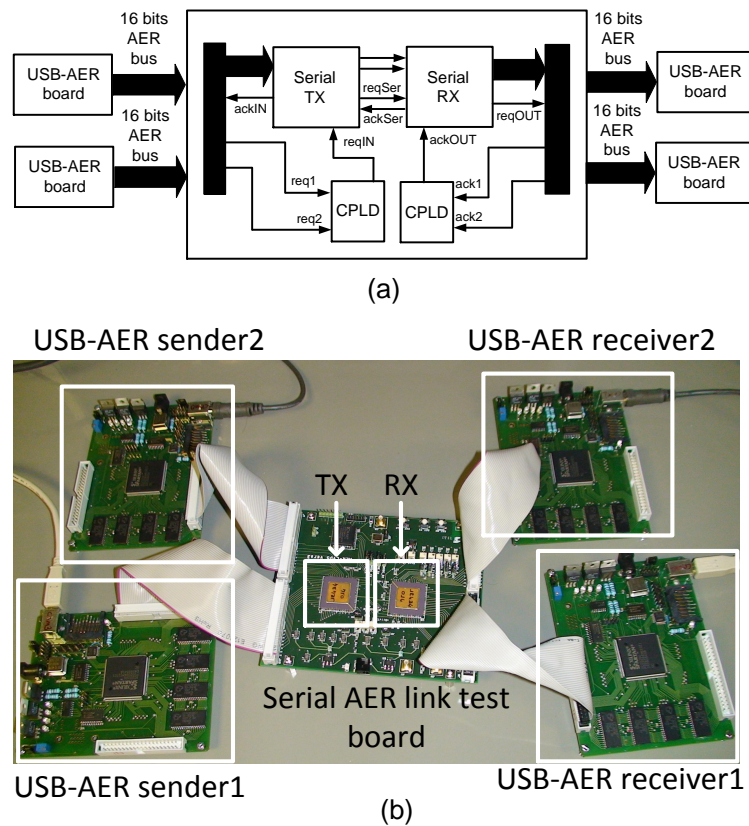 16 bits
AER
bus
USB-AER
board
16 bits
AER
bus
USB-AER
board
Serial
TX
Serial
RX
reqSer
ackSer
ackIN
reqIN
ackOUT
reqOUT
req1
req2
CPLD
CPLD
ack1
ack2
16 bits
AER
bus
USB-AER
board
16 bits
AER
bus
USB-AER
board
(a)
USB-AER sender2
USB-AER receiver2
TX
RX
Serial AER link test
board
USB-AER sender1
USB-AER receiver1
(b)